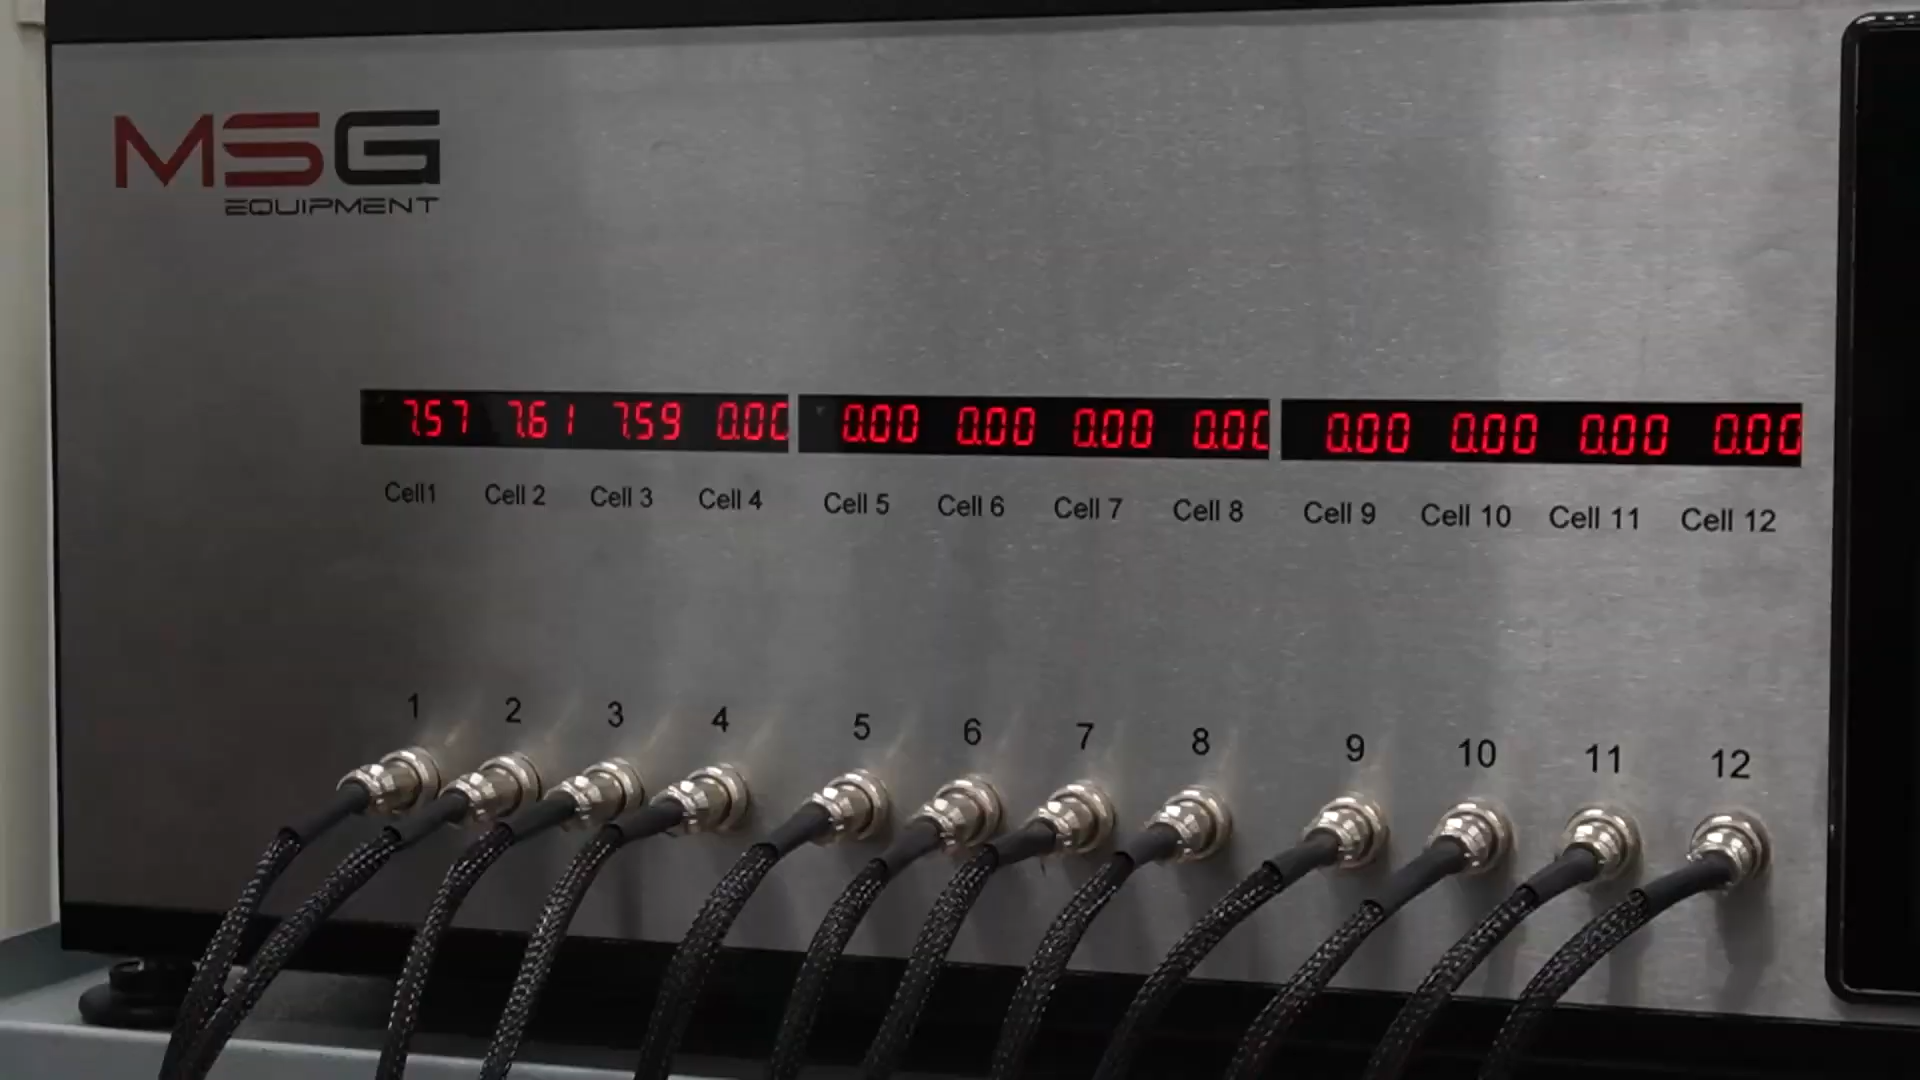 MSG
EQUIPMENT
7.57 7.61 7.59 0.00 0.00 0.00 0.00 0.00 0.00 0.00 0.00 0.00
Cell1 Cell 2 Cell 3 Cell 4 Cell 5 Cell 6 Cell 7 Cell 8 Cell 9 Cell 10 Cell 11 Cell 12
1 2 3 4 5 6 7 8 9 10 11 12